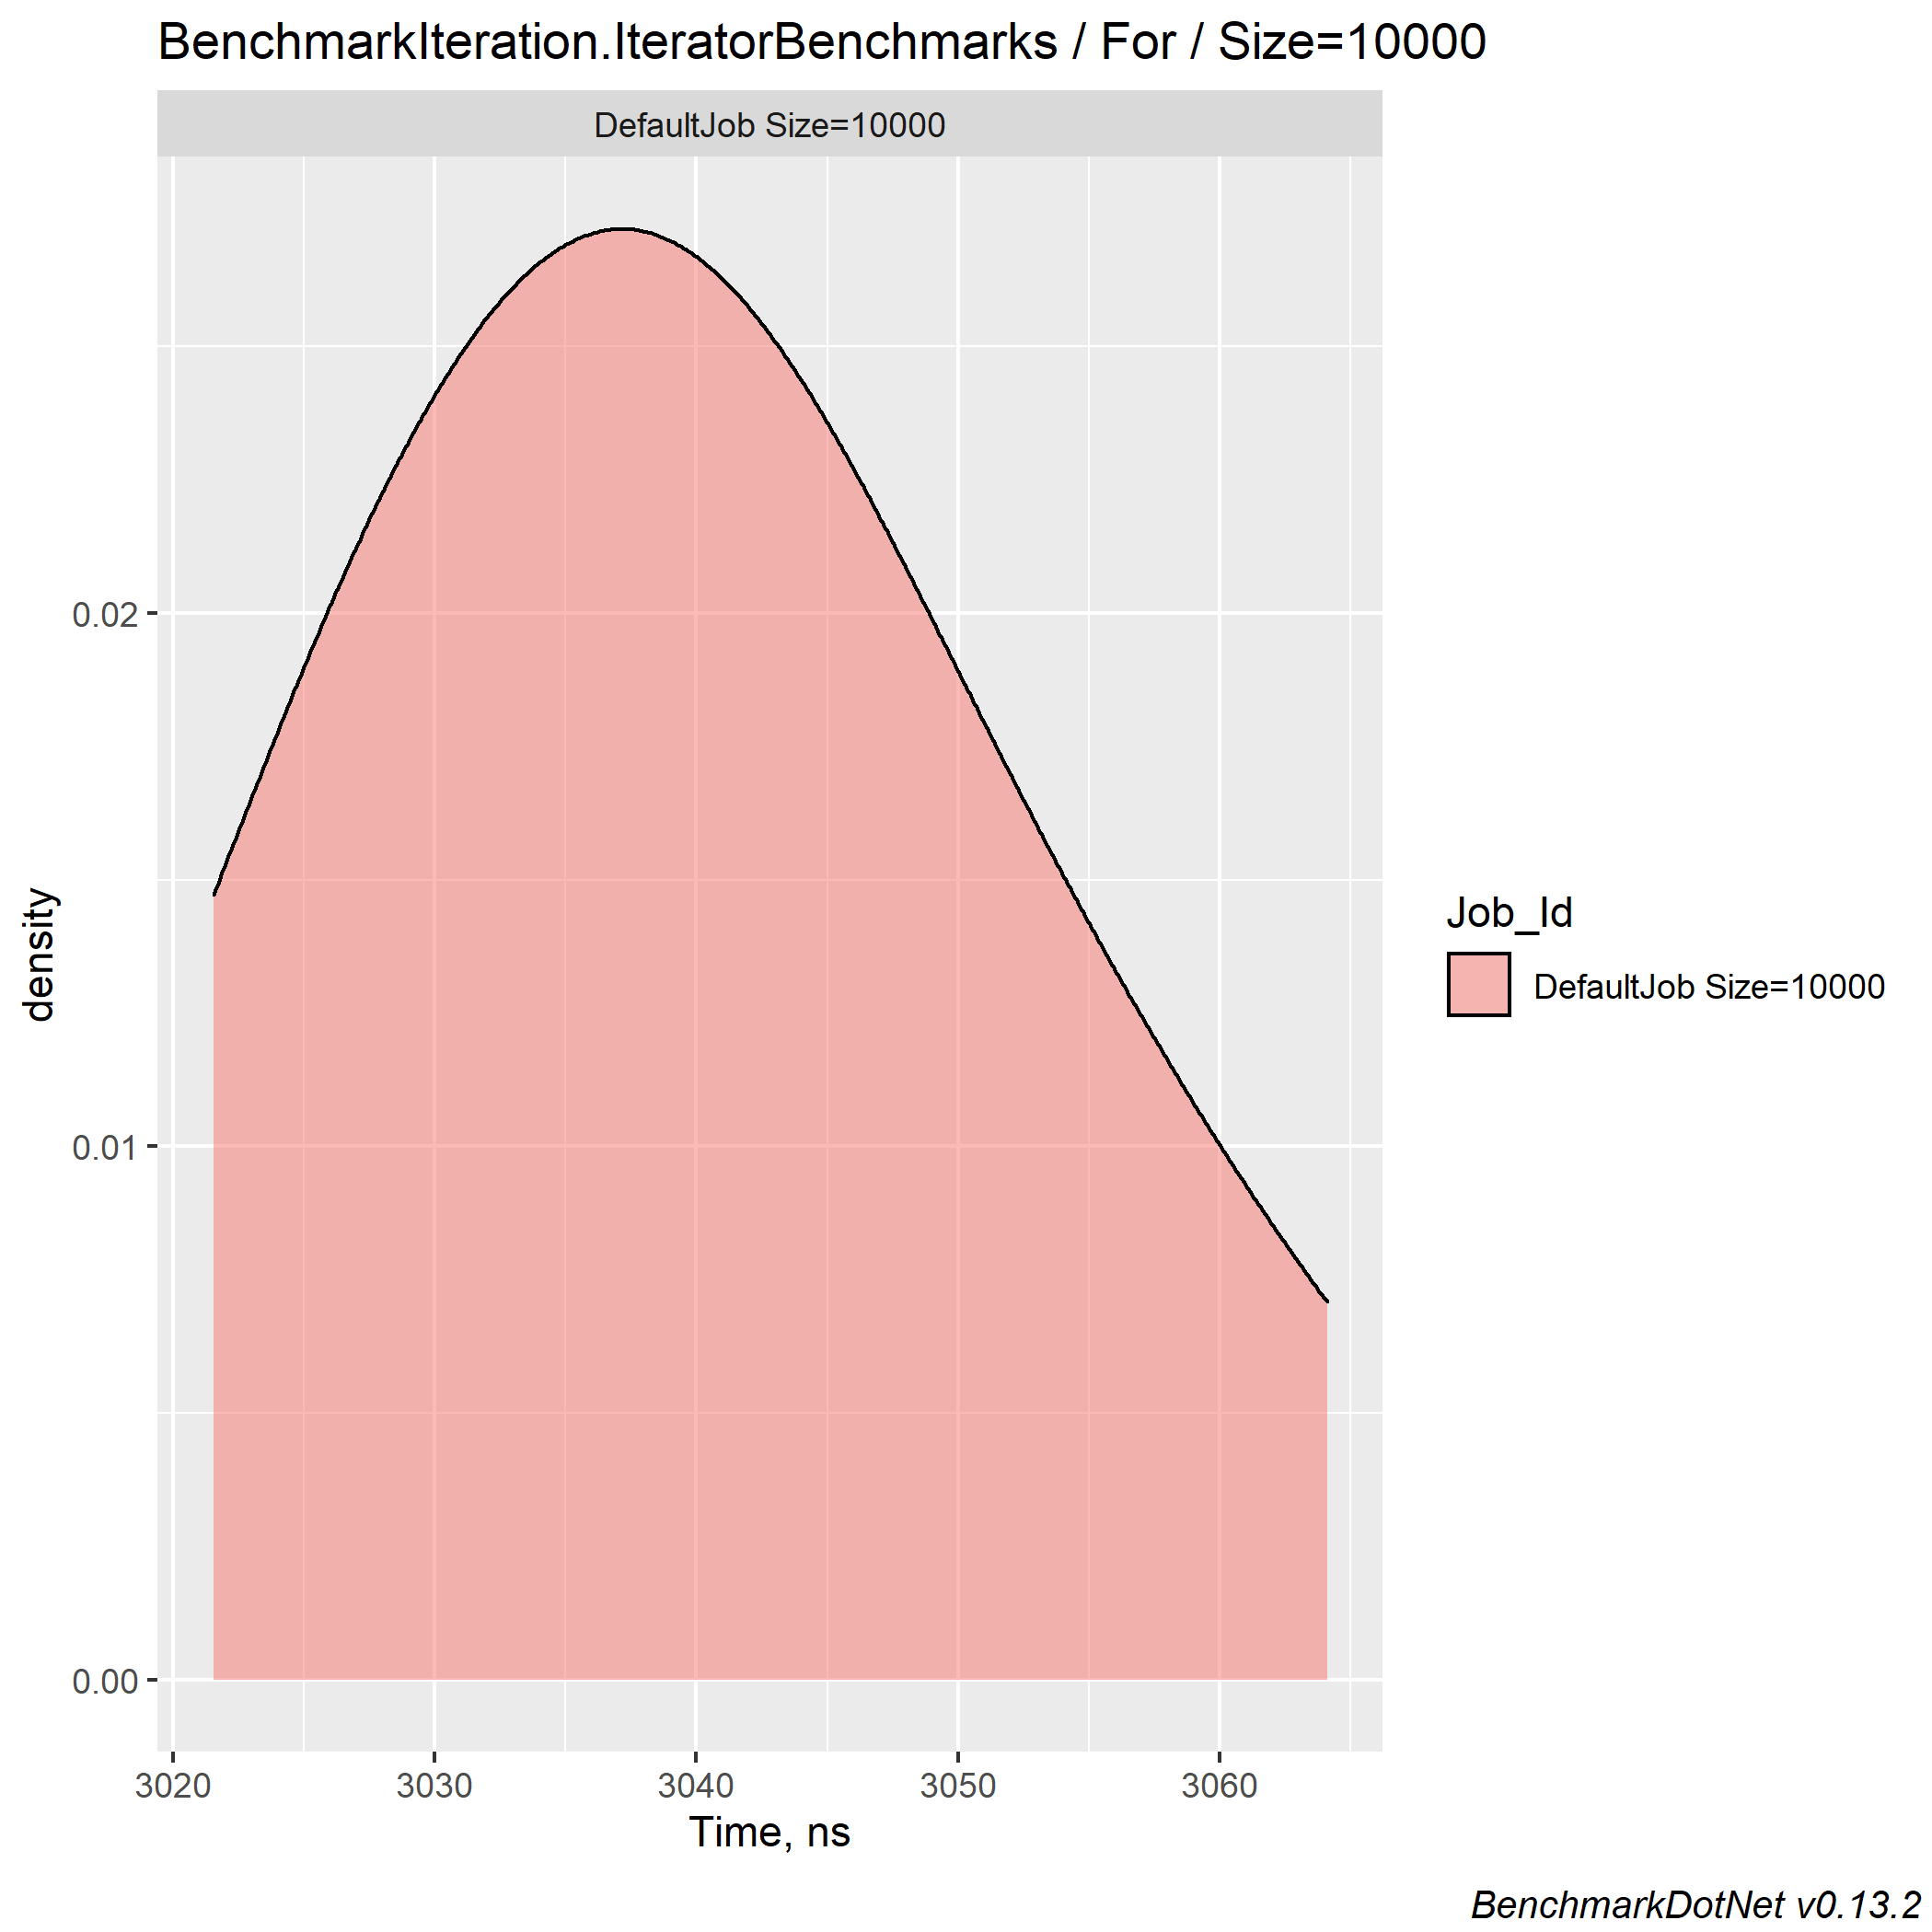 BenchmarkIteration.IteratorBenchmarks / For / Size=10000
DefaultJob Size=10000
0.02
0.01
0.00
density
3020 3030 3040 3050 3060
Time, ns
Job_Id
DefaultJob Size=10000
BenchmarkDotNet v0.13.2